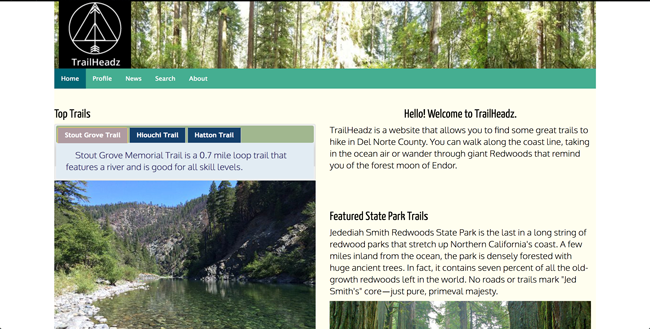 TrailHeadz
Home Profile News Search About
Top Trails
Stout Grove Trail Hiouchi Trail Hatton Trail
Stout Grove Memorial Trail is a 0.7 mile loop trail that
features a river and is good for all skill levels.
Hello! Welcome to TrailHeadz.
TrailHeadz is a website that allows you to find some great trails to
hike in Del Norte County. You can walk along the coast line, taking
in the ocean air or wander through giant Redwoods that remind
you of the forest moon of Endor.
Featured State Park Trails
Jedediah Smith Redwoods State Park is the last in a long string of
redwood parks that stretch up Northern California's coast. A few
miles inland from the ocean, the park is densely forested with
huge ancient trees. In fact, it contains seven percent of all the old-
growth redwoods left in the world. No roads or trails mark "Jed
Smith's" core—just pure, primeval majesty.